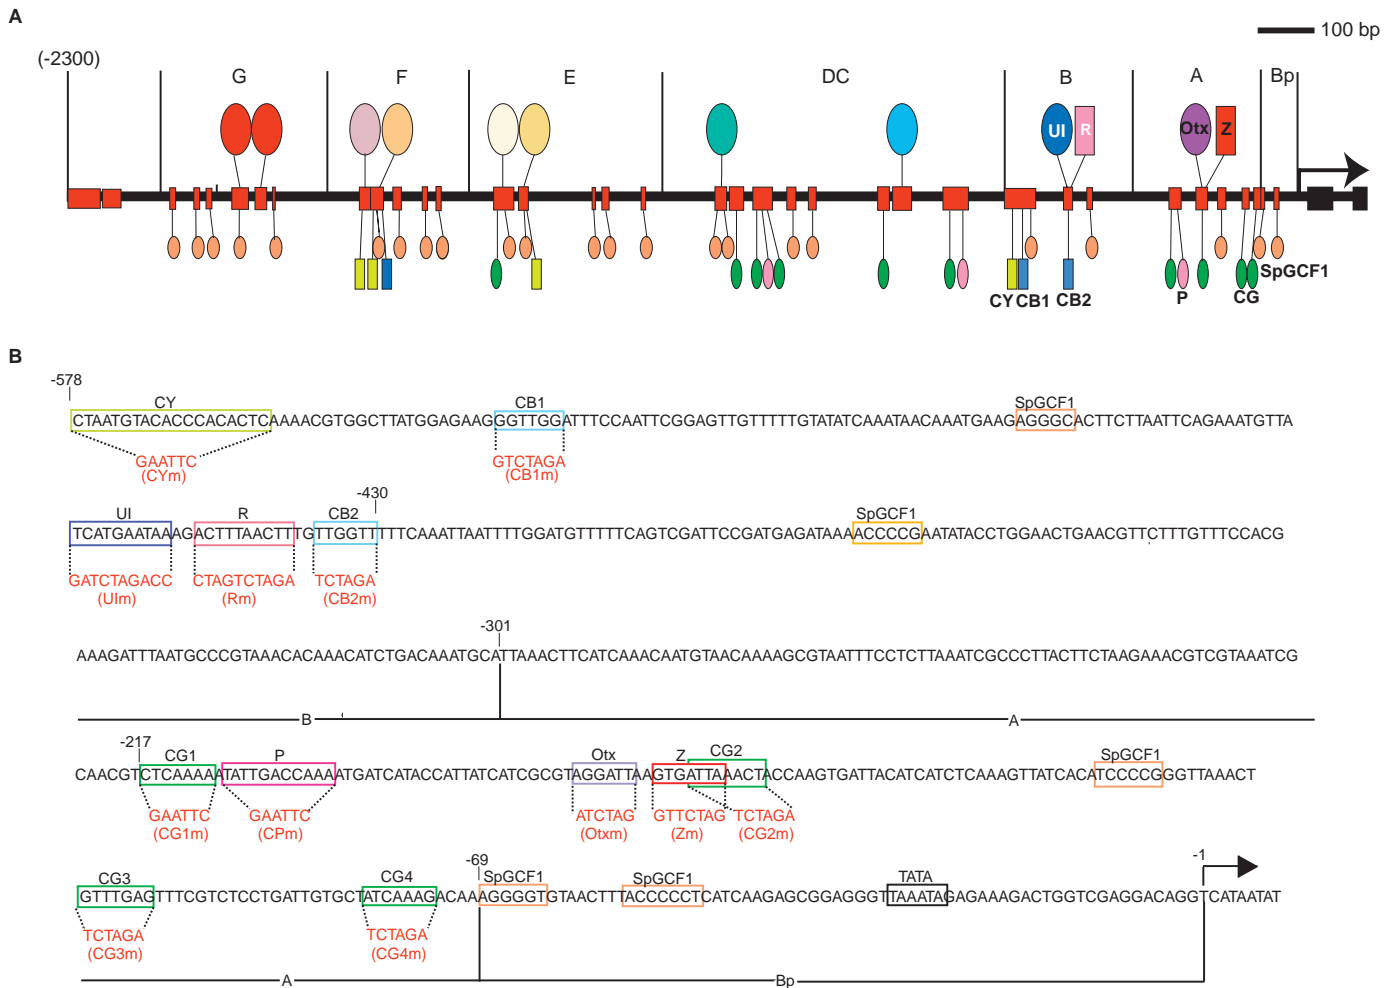 A
100 bp
(-2300)
G F E DC B A Bp
UI R Otx Z
SpGCF1
CY CB1 CB2 P CG
B
-578
CY CB1 SpGCF1
CTAATGTACACCCACACTCAAAACGTGGCTTATGGAGAAGGGTTGGATTTCCAATTCGGAGTTGTTTTTGTATATCAAATAACAAATGAAGAGGGCACTTCTTAATTCAGAAATGTTA
GAATTC GTCTAGA
(CYm) (CB1m)
-430
UI R CB2 SpGCF1
TCATGAATAAAGACTTTAACTTTGTTGGTTTTTCAAATTAATTTTGGATGTTTTTCAGTCGATTCCGATGAGATAAAACCCCGAATATACCTGGAACTGAACGTTCTTTGTTTCCACG
GATCTAGACC CTAGTCTAGA TCTAGA
(UIm) (Rm) (CB2m)
-301
AAAGATTTAATGCCCGTAAACACAAACATCTGACAAATGCATTAAACTTCATCAAACAATGTAACAAAAGCGTAATTTCCTCTTAAATCGCCCTTACTTCTAAGAAACGTCGTAAATCG
B A
-217
CG1 P Otx Z CG2 SpGCF1
CAACGTCTCAAAAATATTGACCAAAATGATCATACCATTATCATCGCGTAGGATTAAGTGATTAAACTACCAAGTGATTACATCATCTCAAAGTTATCACATCCCCGGGTTAAACT
GAATTC GAATTC ATCTAG GTTCTAG TCTAGA
(CG1m) (CPm) (Otxm) (Zm) (CG2m)
-69 -1
CG3 CG4 SpGCF1 SpGCF1 TATA
GTTTGAGTTTCGTCTCCTGATTGTGCTATCAAAGACAAAGGGGTGTAACTTTACCCCCTCATCAAGAGCGGAGGGTTAAATAGAGAAAGACTGGTCGAGGACAGGTCATAATAT
TCTAGA TCTAGA
(CG3m) (CG4m)
A Bp